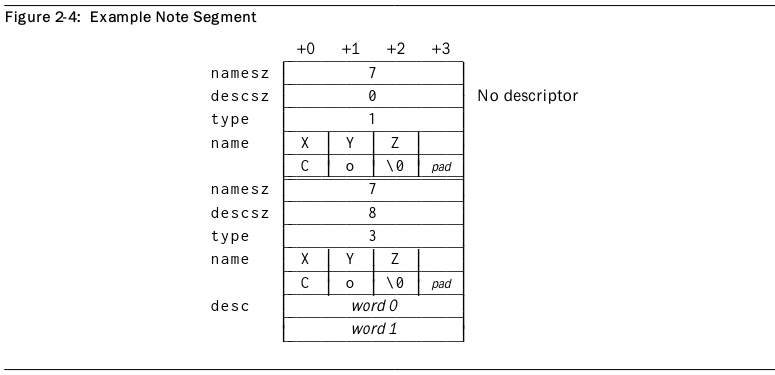 Figure 2-4: Example Note Segment
+0 +1 +2 +3
namesz 7
descsz 0 No descriptor
type 1
name X Y Z
C o \0 pad
namesz 7
descsz 8
type 3
name X Y Z
C o \0 pad
desc word 0
word 1